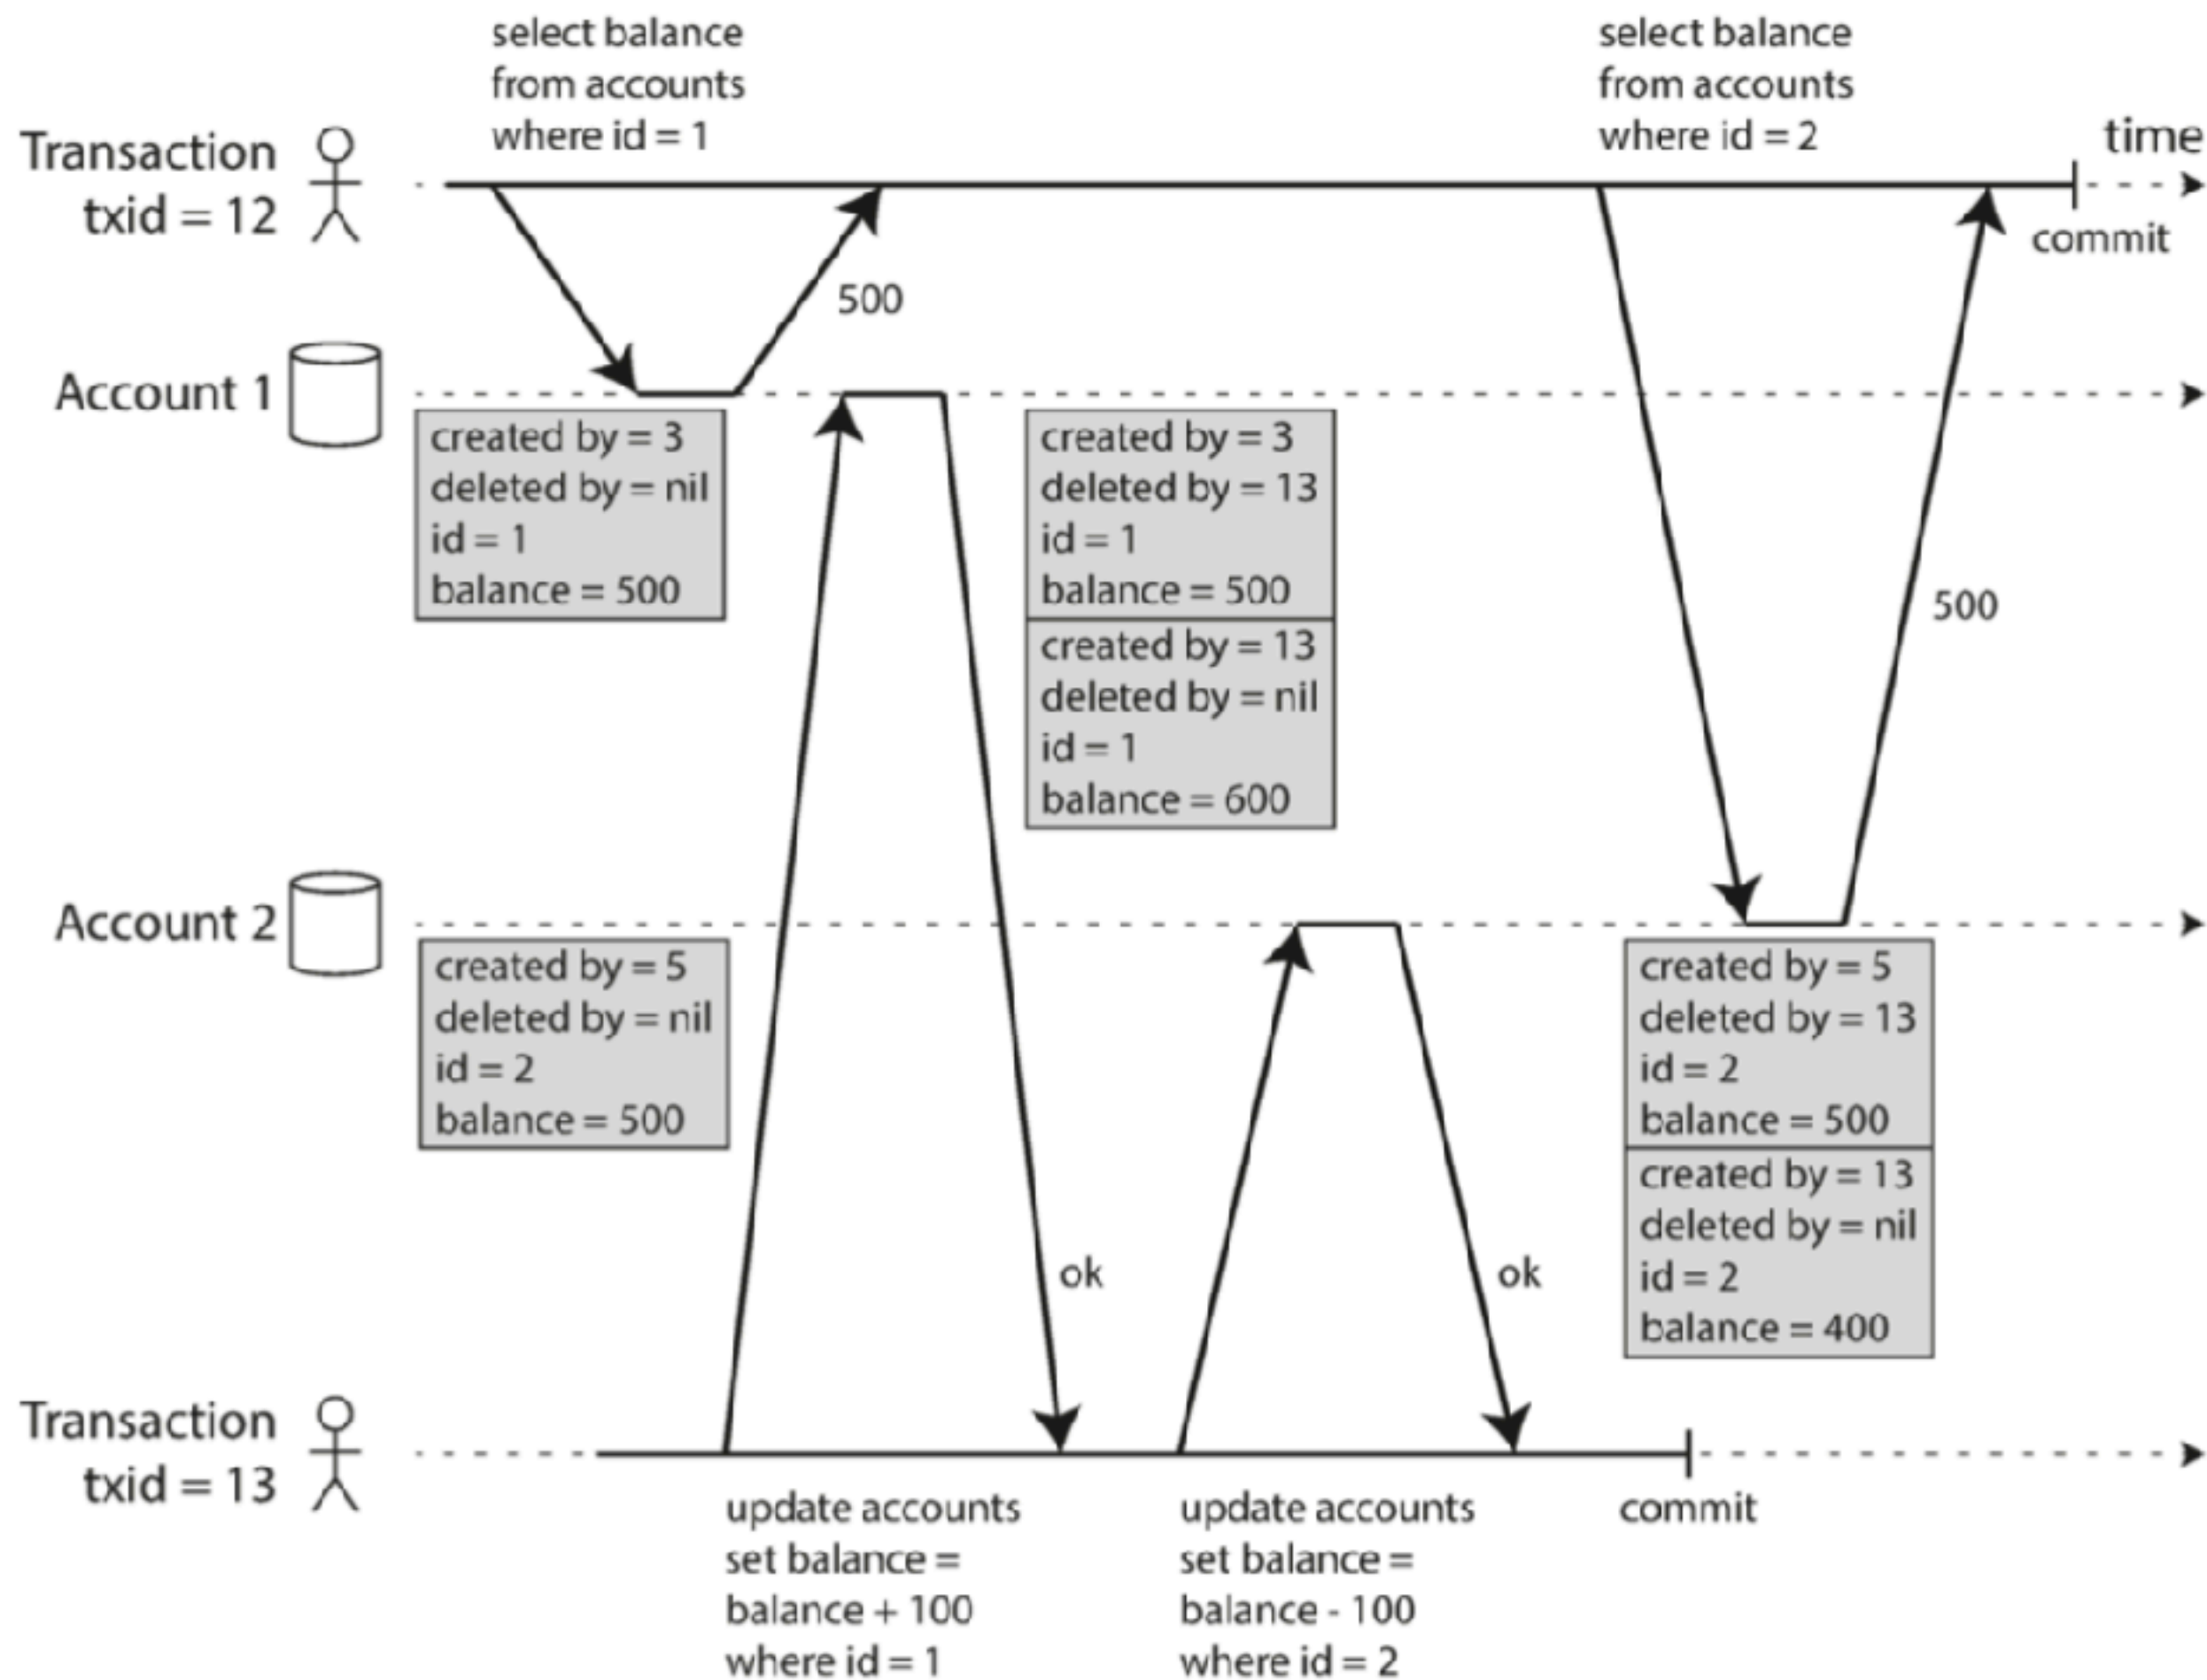 select balance
from accounts
where id = 1
select balance
from accounts
where id = 2
time
Transaction
txid = 12
commit
500
Account 1
created by = 3
deleted by = nil
id = 1
balance = 500
created by = 3
deleted by = 13
id = 1
balance = 500
created by = 13
deleted by = nil
id = 1
balance = 600
500
Account 2
created by = 5
deleted by = nil
id = 2
balance = 500
created by = 5
deleted by = 13
id = 2
balance = 500
created by = 13
deleted by = nil
id = 2
balance = 400
ok
ok
Transaction
txid = 13
update accounts
set balance =
balance + 100
where id = 1
update accounts
set balance =
balance - 100
where id = 2
commit